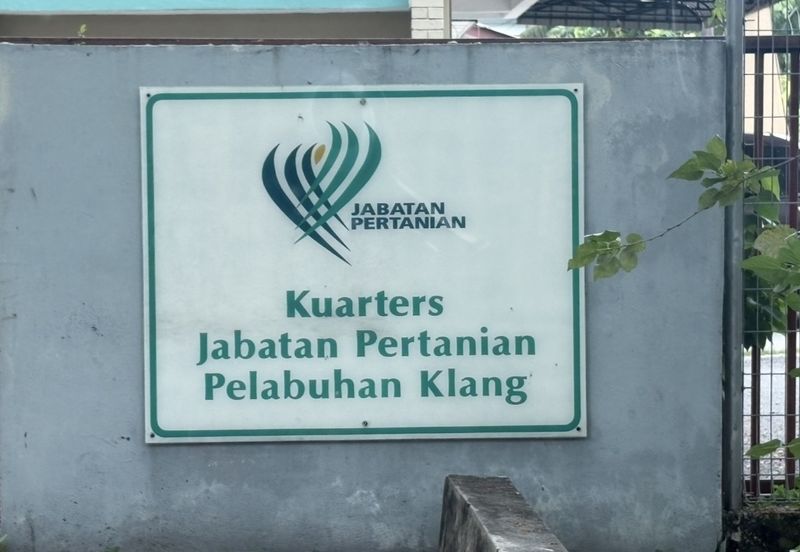 JABATAN
PERTANIAN
Kuarters
Jabatan Pertanian
Pelabuhan Klang